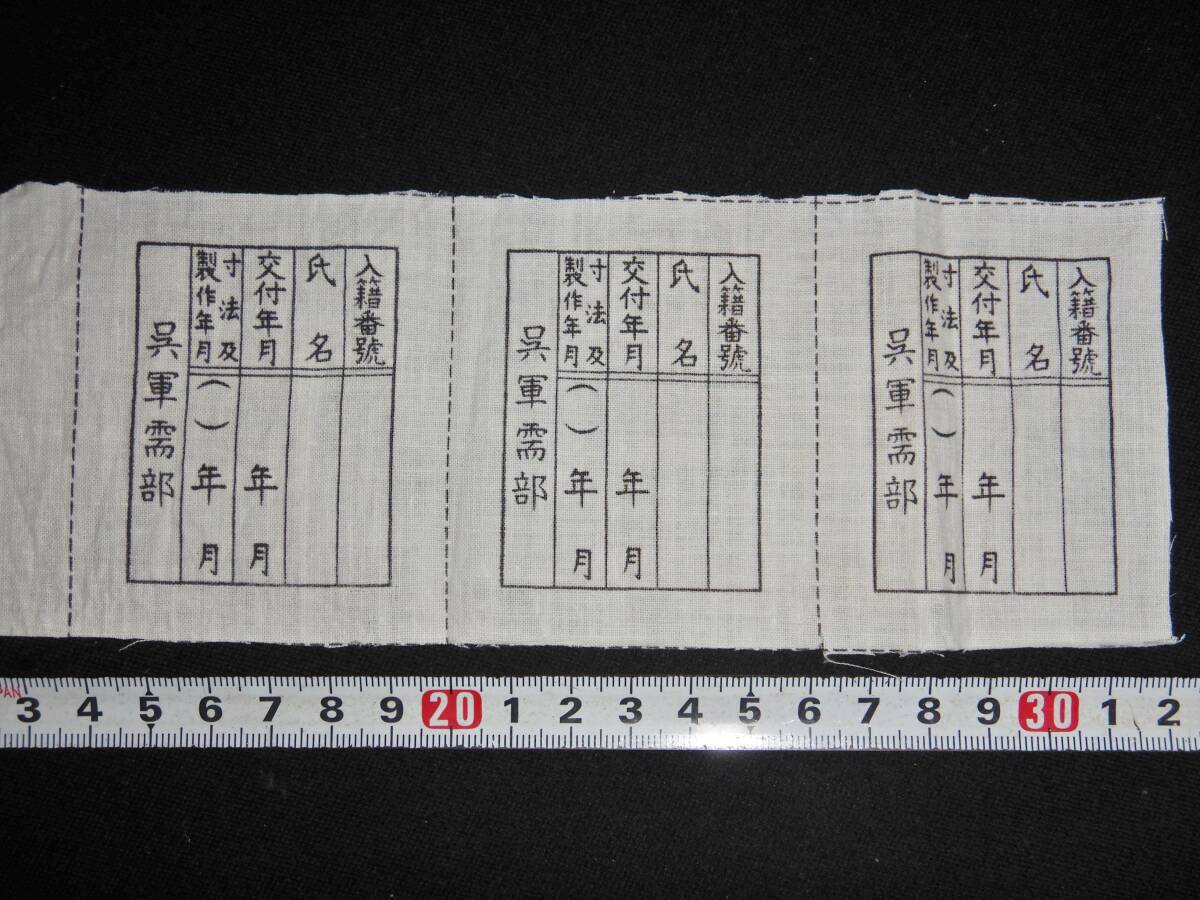 入籍番號
氏名
交付年月 年 月
寸法及
製作年月 ( ) 年 月
呉軍需部
入籍番號
氏名
交付年月 年 月
寸法及
製作年月 ( ) 年 月
呉軍需部
入籍番號
氏名
交付年月 年 月
寸法及
製作年月 ( ) 年 月
呉軍需部
PAN
3 4 5 6 7 8 9 20 1 2 3 4 5 6 7 8 9 30 1 2